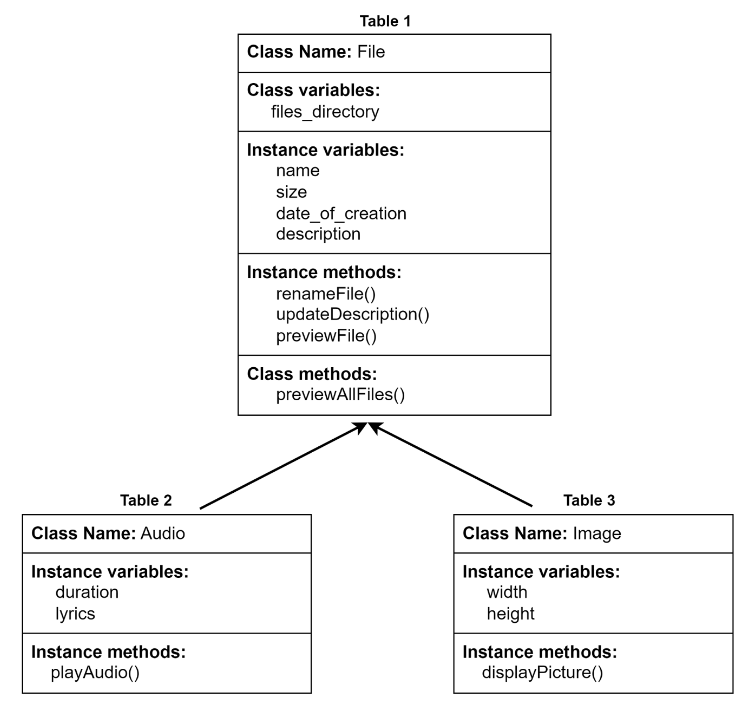 Table 1
Class Name: File
Class variables:
files_directory
Instance variables:
name
size
date_of_creation
description
Instance methods:
renameFile()
updateDescription()
previewFile()
Class methods:
previewAllFiles()
Table 2
Class Name: Audio
Instance variables:
duration
lyrics
Instance methods:
playAudio()
Table 3
Class Name: Image
Instance variables:
width
height
Instance methods:
displayPicture()